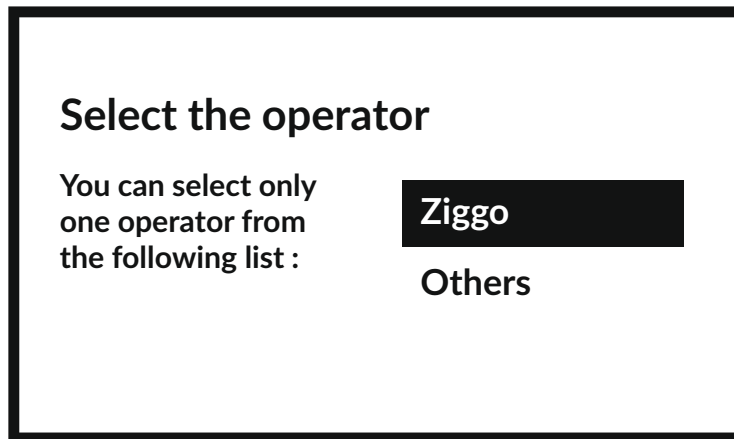 Select the operator
You can select only
one operator from
the following list :
Ziggo
Others